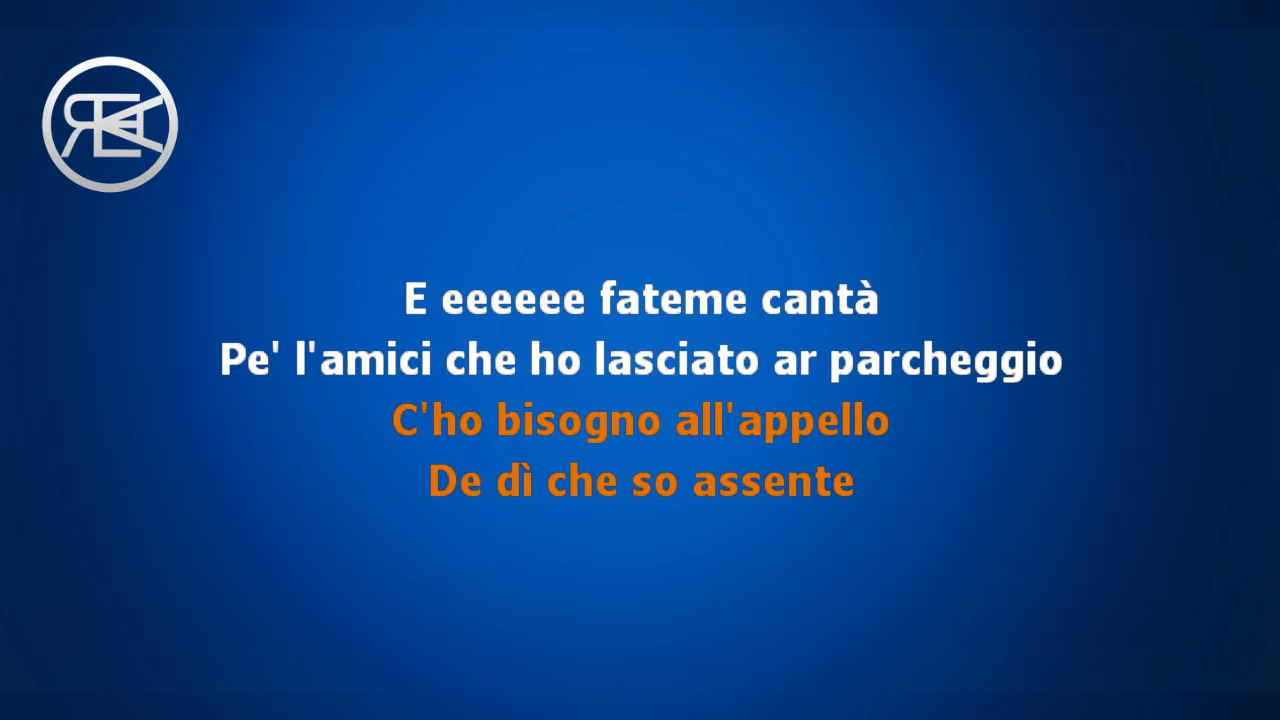 E eeeeee fateme cantà
Pe' l'amici che ho lasciato ar parcheggio
C'ho bisogno all'appello
De dì che so assente